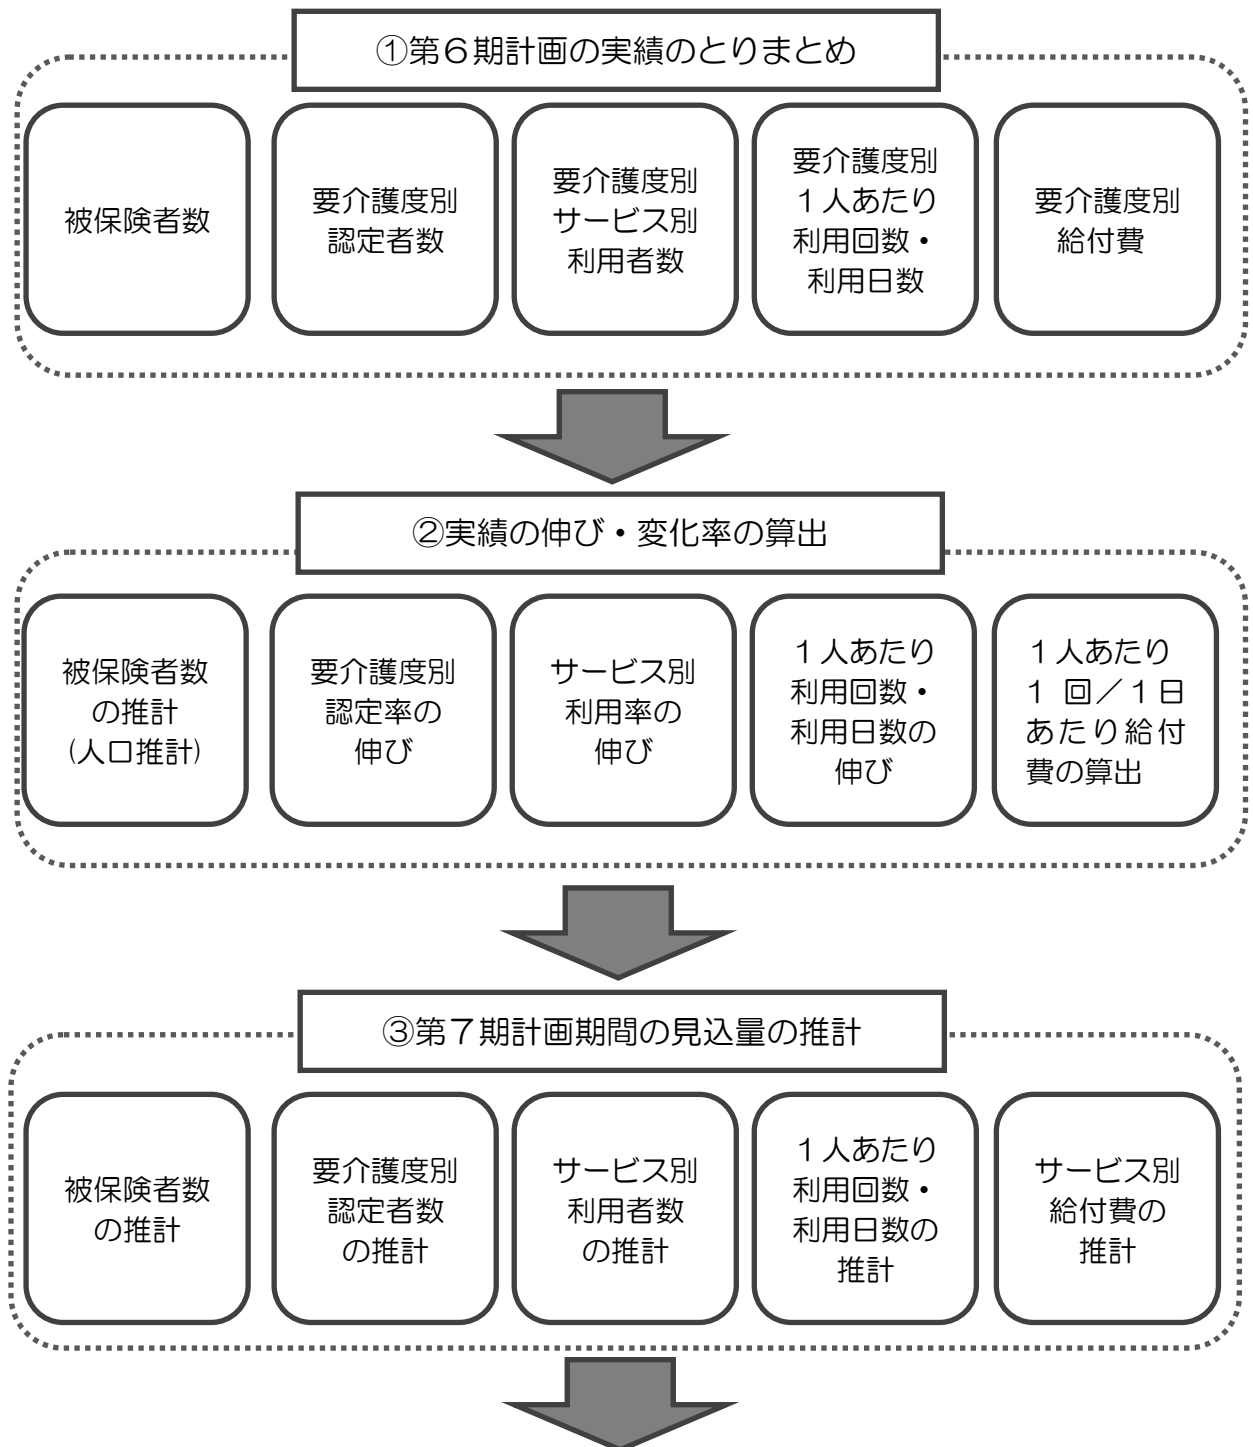 ①第６期計画の実績のとりまとめ
被保険者数
要介護度別
認定者数
要介護度別
サービス別
利用者数
要介護度別
１人あたり
利用回数・
利用日数
要介護度別
給付費
②実績の伸び・変化率の算出
被保険者数
の推計
(人口推計)
要介護度別
認定率の
伸び
サービス別
利用率の
伸び
１人あたり
利用回数・
利用日数の
伸び
１人あたり
１回／１日
あたり給付
費の算出
③第７期計画期間の見込量の推計
被保険者数
の推計
要介護度別
認定者数
の推計
サービス別
利用者数
の推計
１人あたり
利用回数・
利用日数の
推計
サービス別
給付費の
推計